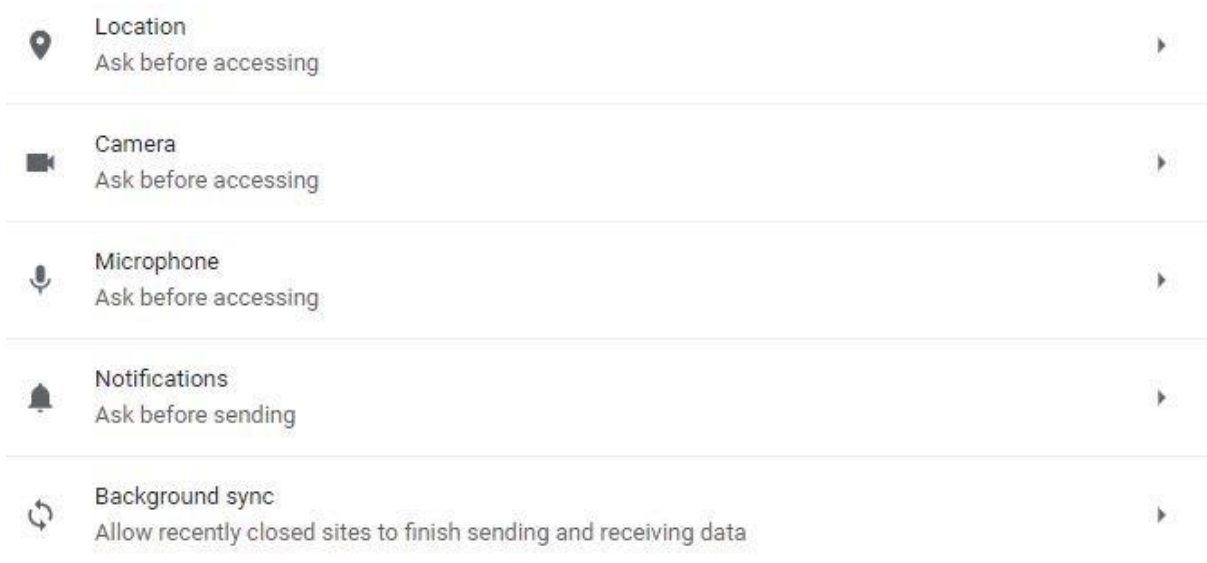 Location
Ask before accessing
Camera
Ask before accessing
Microphone
Ask before accessing
Notifications
Ask before sending
Background sync
Allow recently closed sites to finish sending and receiving data